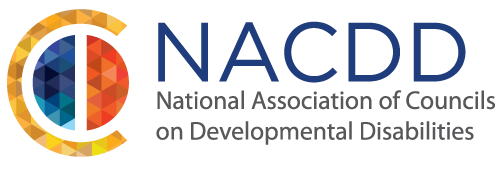 NACDD
National Association of Councils
on Developmental Disabilities